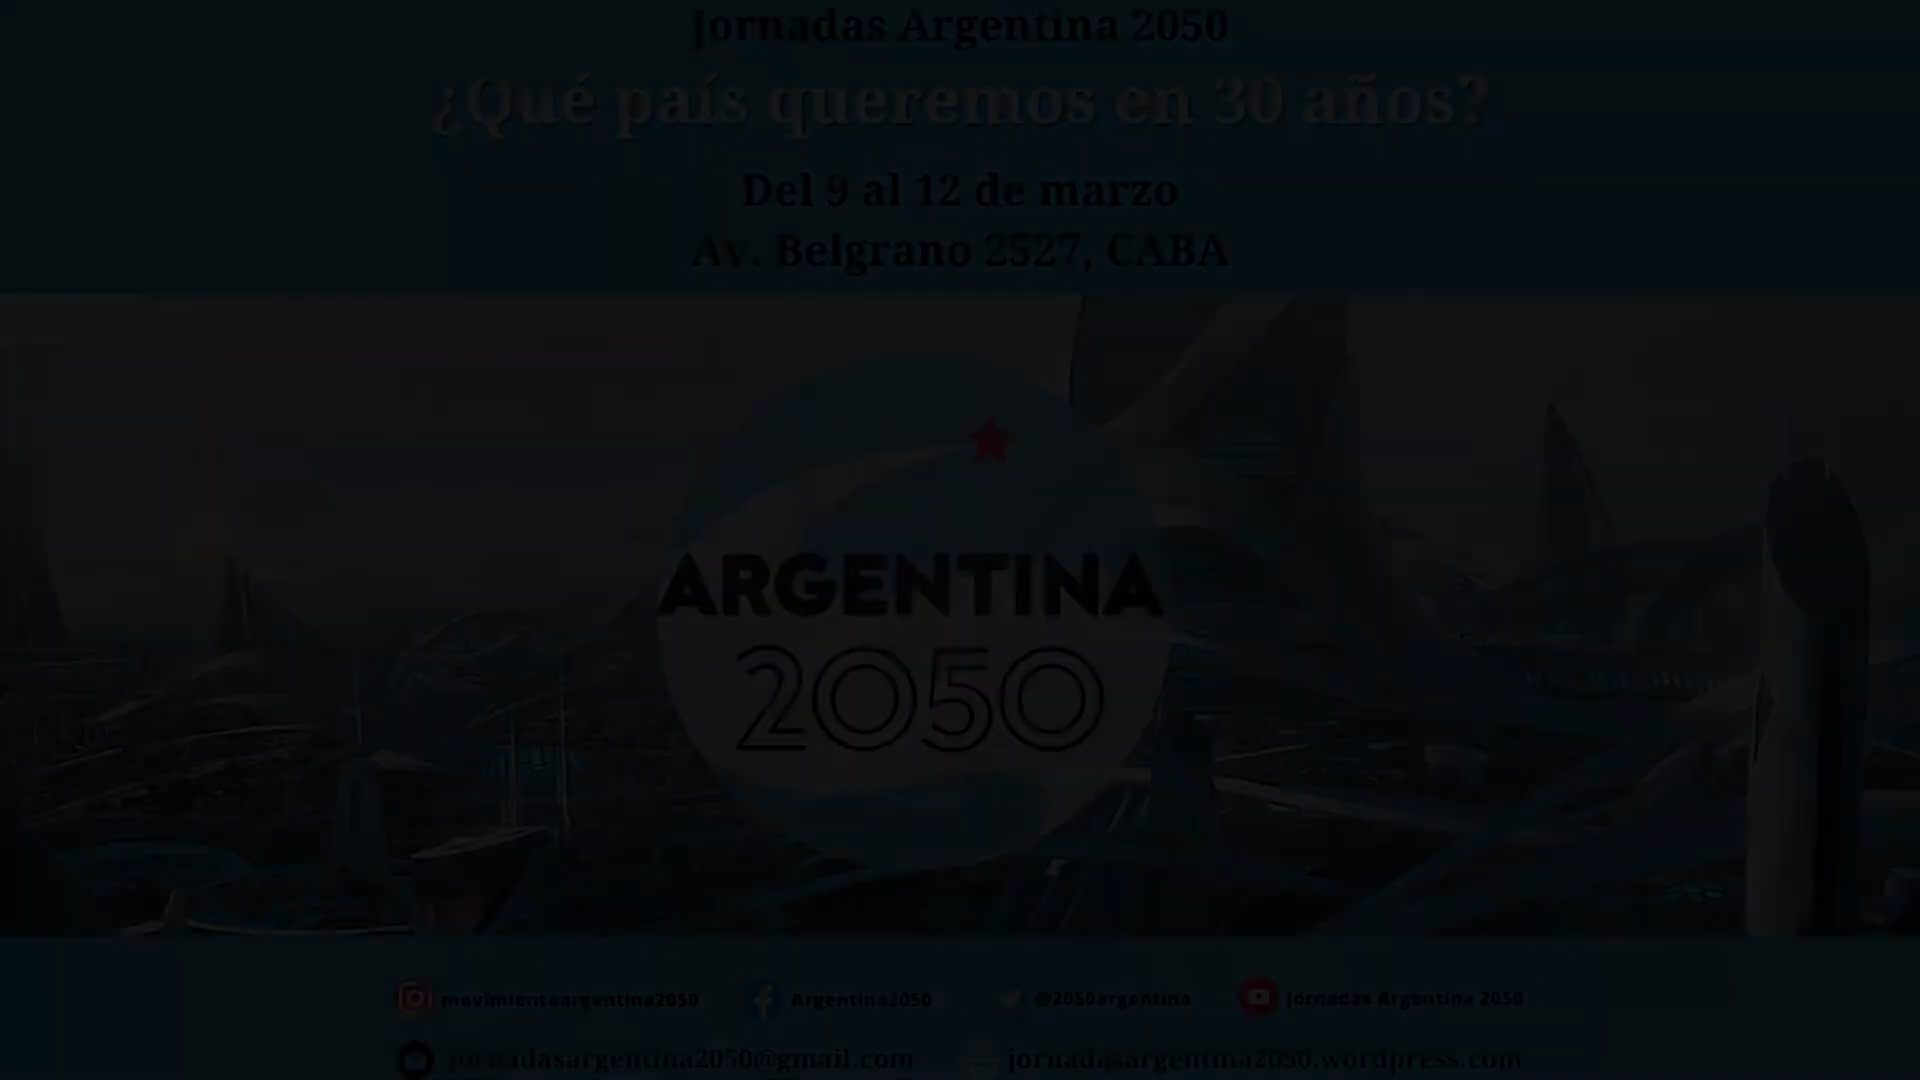 Jornadas Argentina 2050
¿Qué país queremos en 30 años?
Del 9 al 12 de marzo
Av. Belgrano 2527, CABA
ARGENTINA
2050
movimientoargentina2050
Argentina2050
@2050argentina
Jornadas Argentina 2050
jornadasargentina2050@gmail.com
jornadasargentina2050.wordpress.com